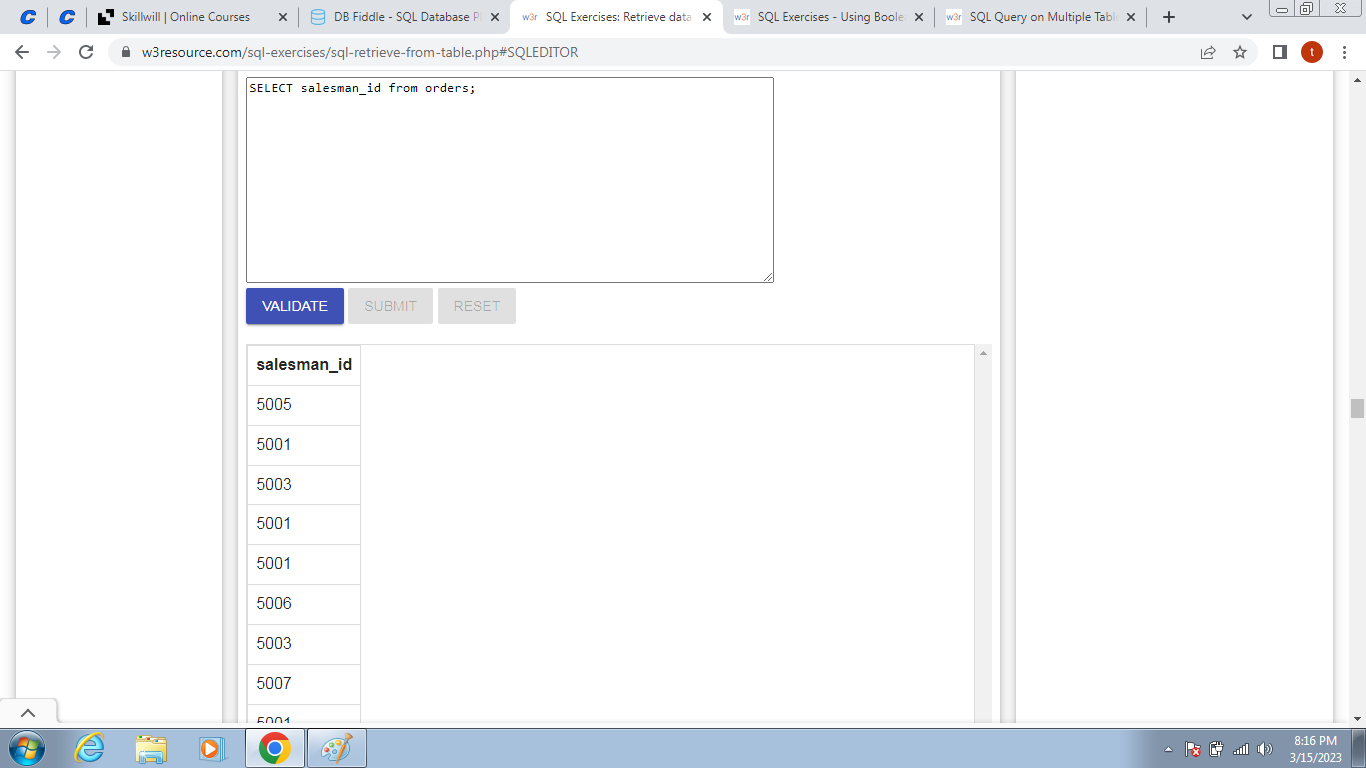 Skillwill | Online Courses
DB Fiddle - SQL Database Pl
w3r SQL Exercises: Retrieve data
w3r SQL Exercises - Using Boole
w3r SQL Query on Multiple Tabl
w3resource.com/sql-exercises/sql-retrieve-from-table.php#SQLEDITOR
t
SELECT salesman_id from orders;
VALIDATE SUBMIT RESET
salesman_id
5005
5001
5003
5001
5001
5006
5003
5007
5001
8:16 PM
3/15/2023